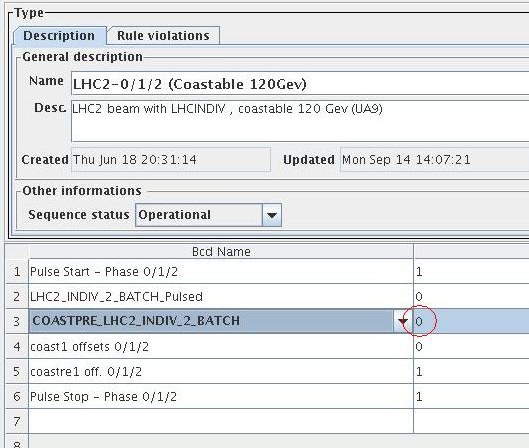 Type
Description Rule violations
General description
Name LHC2-0/1/2 (Coastable 120Gev)
Desc. LHC2 beam with LHCINDIV , coastable 120 Gev (UA9)
Created Thu Jun 18 20:31:14 Updated Mon Sep 14 14:07:21
Other informations
Sequence status Operational
Bcd Name
1 Pulse Start - Phase 0/1/2 1
2 LHC2_INDIV_2_BATCH_Pulsed 0
3 COASTPRE_LHC2_INDIV_2_BATCH 0
4 coast1 offsets 0/1/2 0
5 coastre1 off. 0/1/2 1
6 Pulse Stop - Phase 0/1/2 1
7
8